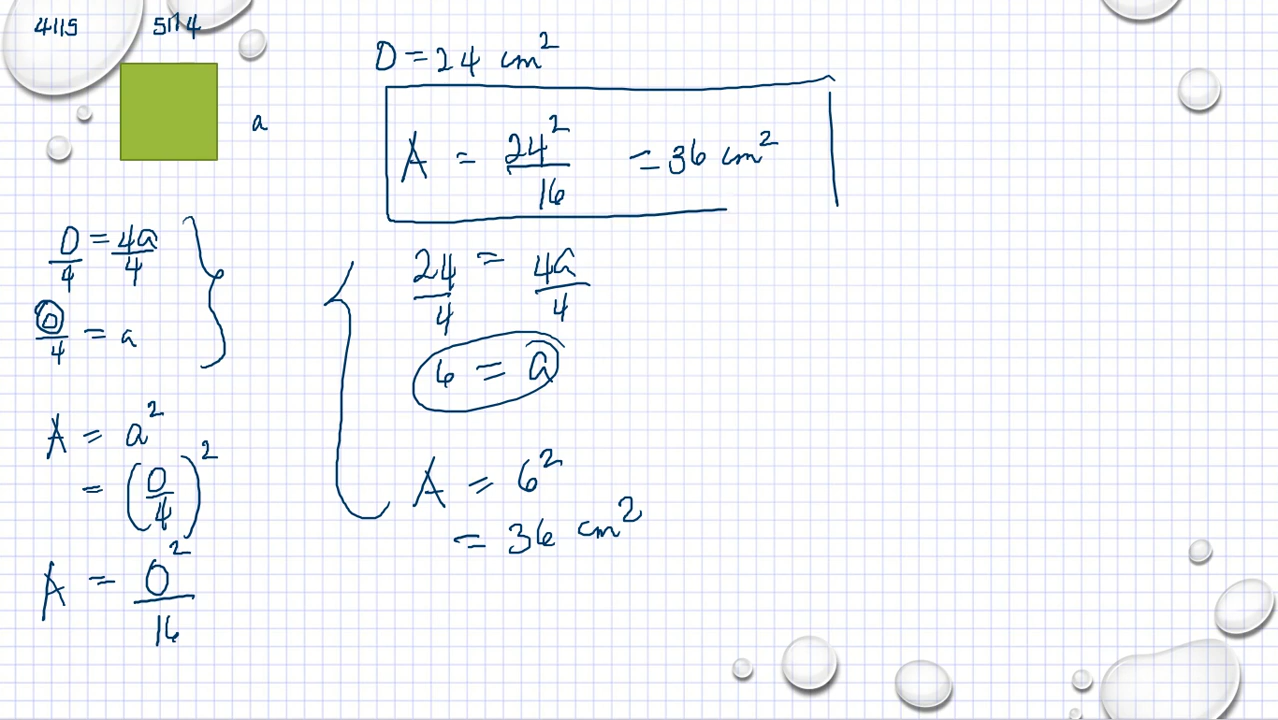 4115 5П4
a
O = 24 cm²
A = 24²/16 = 36 cm²
O/4 = 4a/4
O/4 = a
A = a²
= (O/4)²
A = O²/16
24/4 = 4a/4
6 = a
A = 6²
= 36 cm²